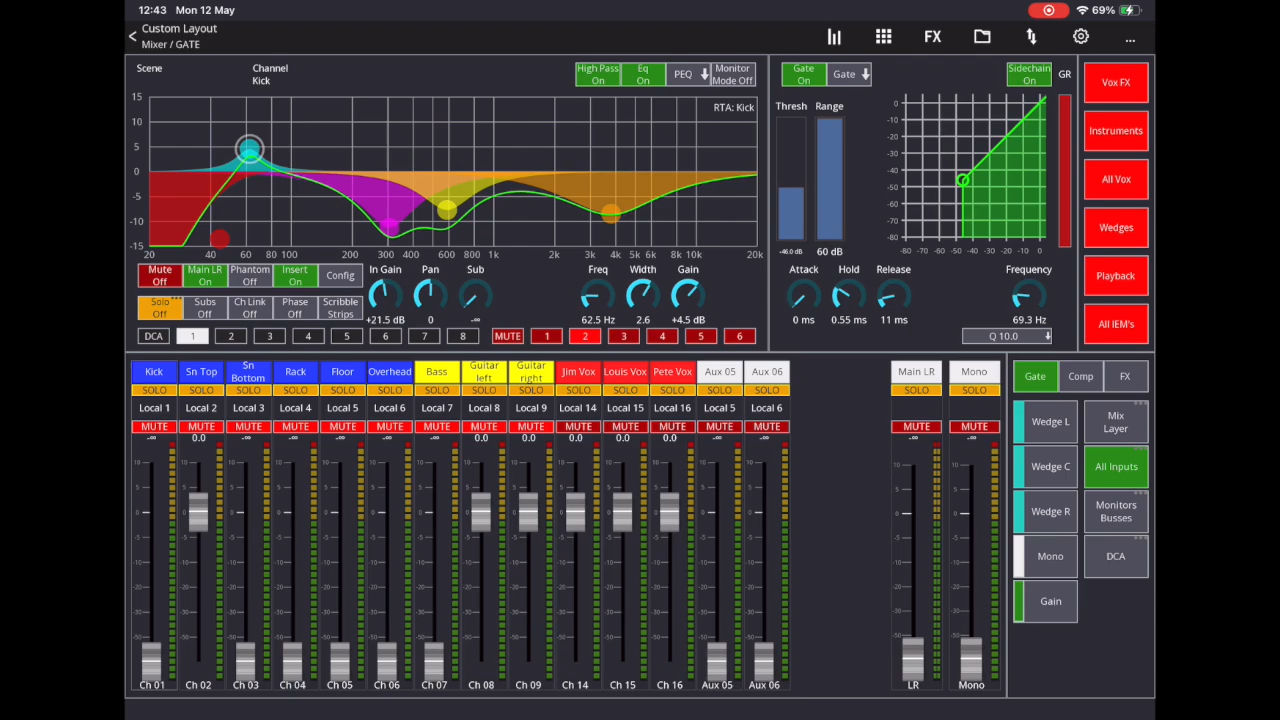 12:43 Mon 12 May 69%
Custom Layout
Mixer / GATE
FX
...
Scene
Channel
Kick
High Pass
On
Eq
On
PEQ
Monitor
Mode Off
Gate
On
Gate
Sidechain
On
GR
Vox FX
Instruments
All Vox
Wedges
Playback
All IEM's
RTA: Kick
15
10
5
0
-5
-10
-15
20 40 60 80 100 200 300 400 600 1k 2k 3k 4k 5k 6k 10k 20k
Thresh Range
-46.0 dB 60 dB
0
-10
-20
-30
-40
-50
-60
-70
-80
-80 -70 -60 -50 -40 -30 -20 -10 0
Mute
Off
Main LR
On
Phantom
Off
Insert
On
Config
Solo
Off
Subs
Off
Ch Link
Off
Phase
Off
Scribble
Strips
In Gain Pan Sub
+21.5 dB 0 -∞
Freq Width Gain
62.5 Hz 2.6 +4.5 dB
Attack Hold Release Frequency
0 ms 0.55 ms 11 ms 69.3 Hz
Q 10.0
DCA 1 2 3 4 5 6 7 8 MUTE 1 2 3 4 5 6
Kick
Sn Top
Sn
Bottom
Rack
Floor
Overhead
Bass
Guitar
left
Guitar
right
Jim Vox
Louis Vox
Pete Vox
Aux 05
Aux 06
Main LR
Mono
SOLO SOLO SOLO SOLO SOLO SOLO SOLO SOLO SOLO SOLO SOLO SOLO SOLO SOLO SOLO SOLO
Local 1 Local 2 Local 3 Local 4 Local 5 Local 6 Local 7 Local 8 Local 9 Local 14 Local 15 Local 16 Local 5 Local 6
MUTE MUTE MUTE MUTE MUTE MUTE MUTE MUTE MUTE MUTE MUTE MUTE MUTE MUTE MUTE MUTE
-∞ 0.0 -∞ -∞ -∞ -∞ -∞ 0.0 0.0 0.0 0.0 0.0 -∞ -∞ -∞ -∞
Ch 01 Ch 02 Ch 03 Ch 04 Ch 05 Ch 06 Ch 07 Ch 08 Ch 09 Ch 14 Ch 15 Ch 16 Aux 05 Aux 06 LR Mono
Gate Comp FX
Wedge L
Mix
Layer
Wedge C
All Inputs
Wedge R
Monitors
Busses
Mono
DCA
Gain